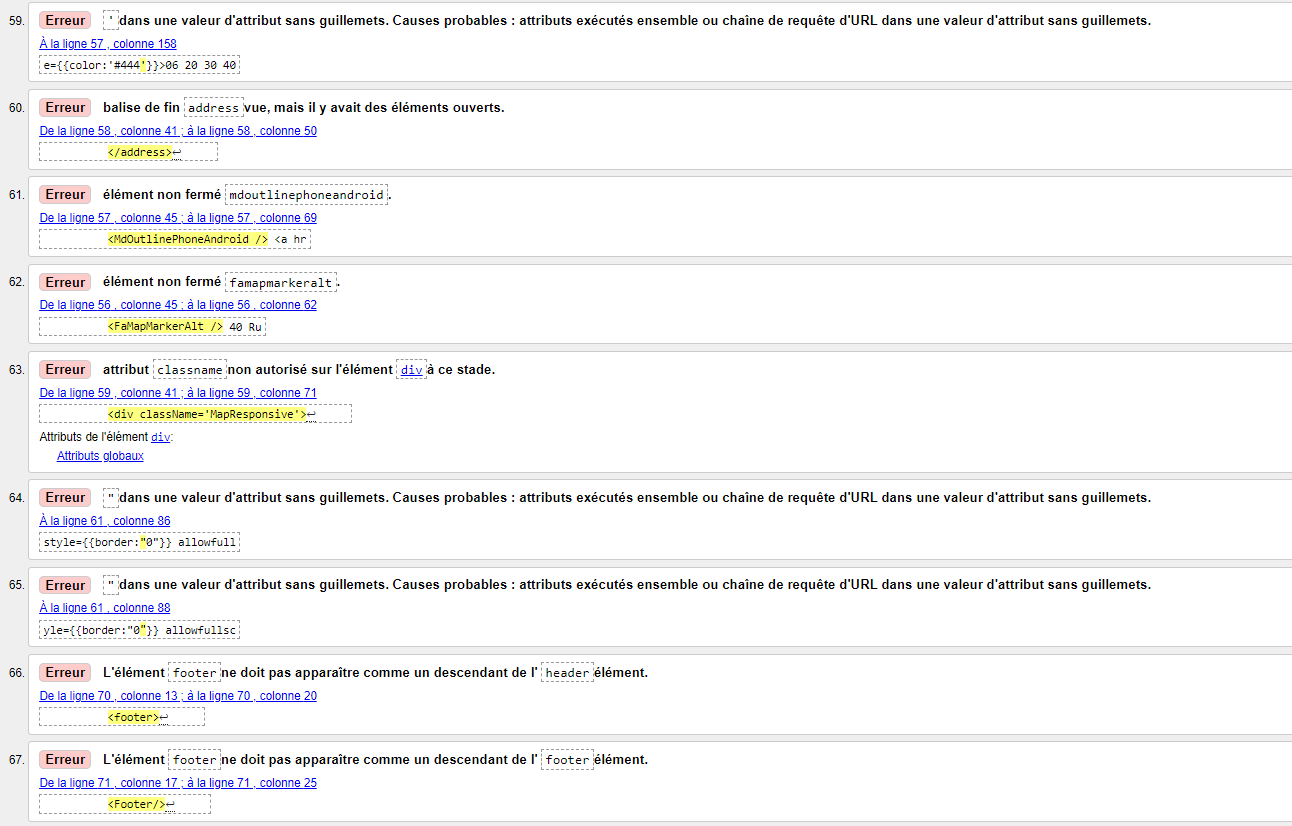 59. Erreur ' dans une valeur d'attribut sans guillemets. Causes probables : attributs exécutés ensemble ou chaîne de requête d'URL dans une valeur d'attribut sans guillemets.
À la ligne 57 , colonne 158
e={{color:'#444'}}>06 20 30 40
60. Erreur balise de fin address vue, mais il y avait des éléments ouverts.
De la ligne 58 , colonne 41 ; à la ligne 58 , colonne 50
</address>↩
61. Erreur élément non fermé mdoutlinephoneandroid .
De la ligne 57 , colonne 45 ; à la ligne 57 , colonne 69
<MdOutlinePhoneAndroid /> <a hr
62. Erreur élément non fermé famapmarkeralt .
De la ligne 56 , colonne 45 ; à la ligne 56 , colonne 62
<FaMapMarkerAlt /> 40 Ru
63. Erreur attribut classname non autorisé sur l'élément div à ce stade.
De la ligne 59 , colonne 41 ; à la ligne 59 , colonne 71
<div className='MapResponsive'>↩
Attributs de l'élément div:
Attributs globaux
64. Erreur " dans une valeur d'attribut sans guillemets. Causes probables : attributs exécutés ensemble ou chaîne de requête d'URL dans une valeur d'attribut sans guillemets.
À la ligne 61 , colonne 86
style={{border:"0"}} allowfull
65. Erreur " dans une valeur d'attribut sans guillemets. Causes probables : attributs exécutés ensemble ou chaîne de requête d'URL dans une valeur d'attribut sans guillemets.
À la ligne 61 , colonne 88
yle={{border:"0"}} allowfullsc
66. Erreur L'élément footer ne doit pas apparaître comme un descendant de l' header élément.
De la ligne 70 , colonne 13 ; à la ligne 70 , colonne 20
<footer>↩
67. Erreur L'élément footer ne doit pas apparaître comme un descendant de l' footer élément.
De la ligne 71 , colonne 17 ; à la ligne 71 , colonne 25
<Footer/>↩